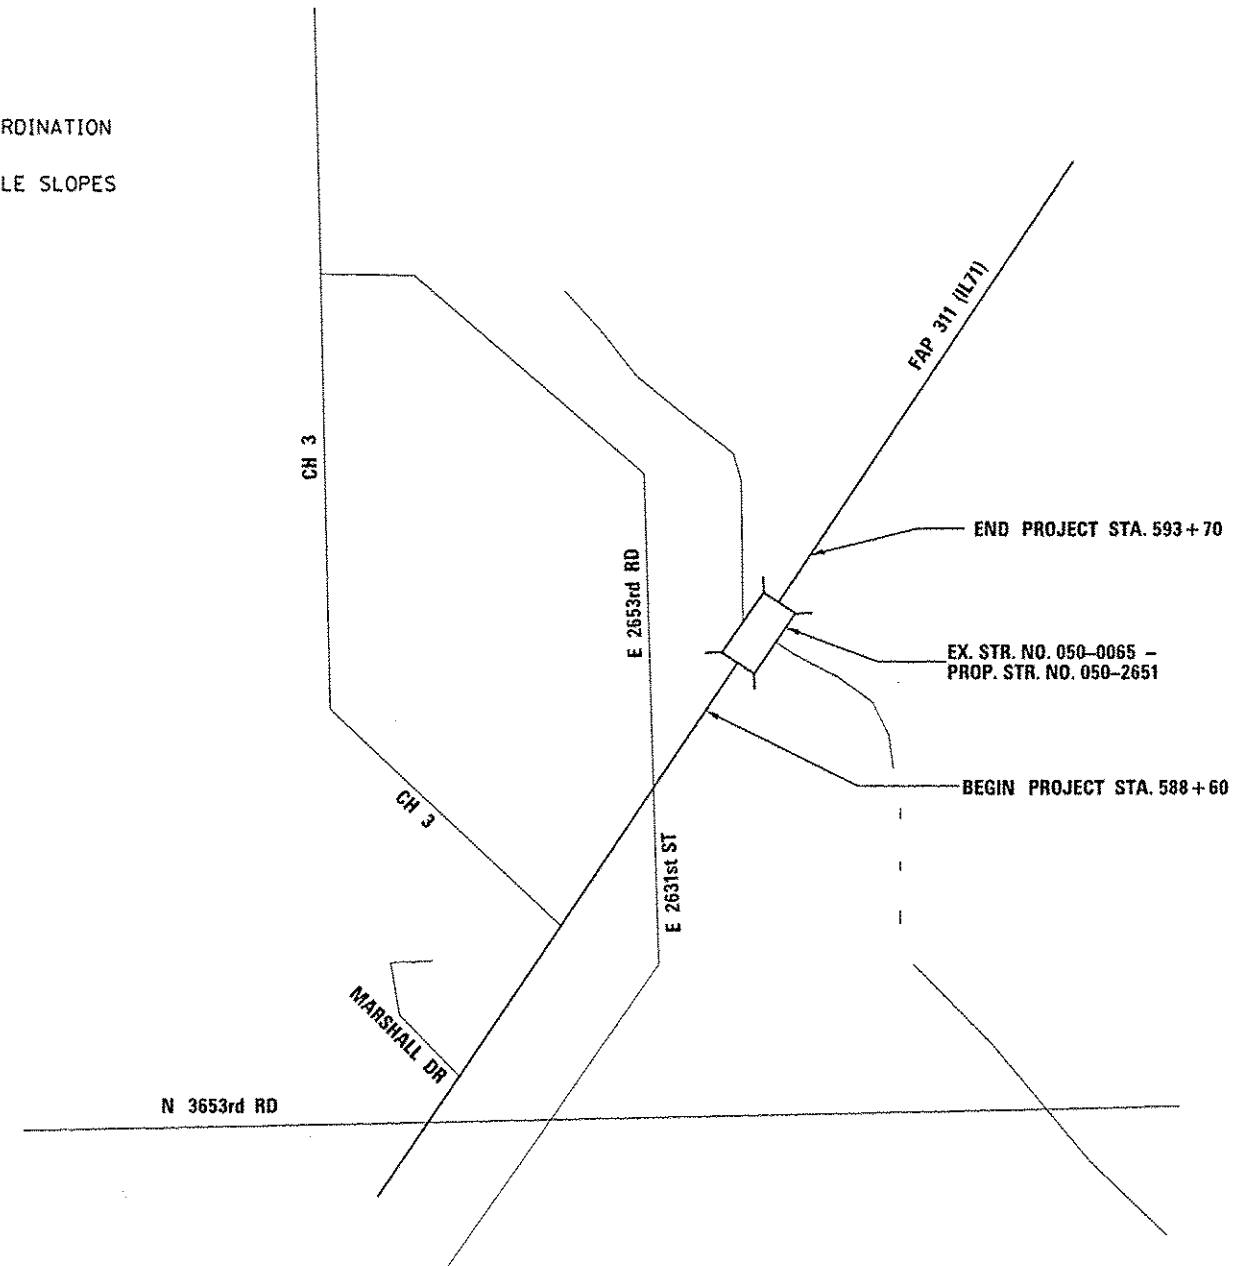 RDINATION
LE SLOPES
FAP 311 (IL71)
CH 3
END PROJECT STA. 593+70
E 2653rd RD
EX. STR. NO. 050-0065 –
PROP. STR. NO. 050-2651
BEGIN PROJECT STA. 588+60
CH 3
E 2631st ST
MARSHALL DR
N 3653rd RD